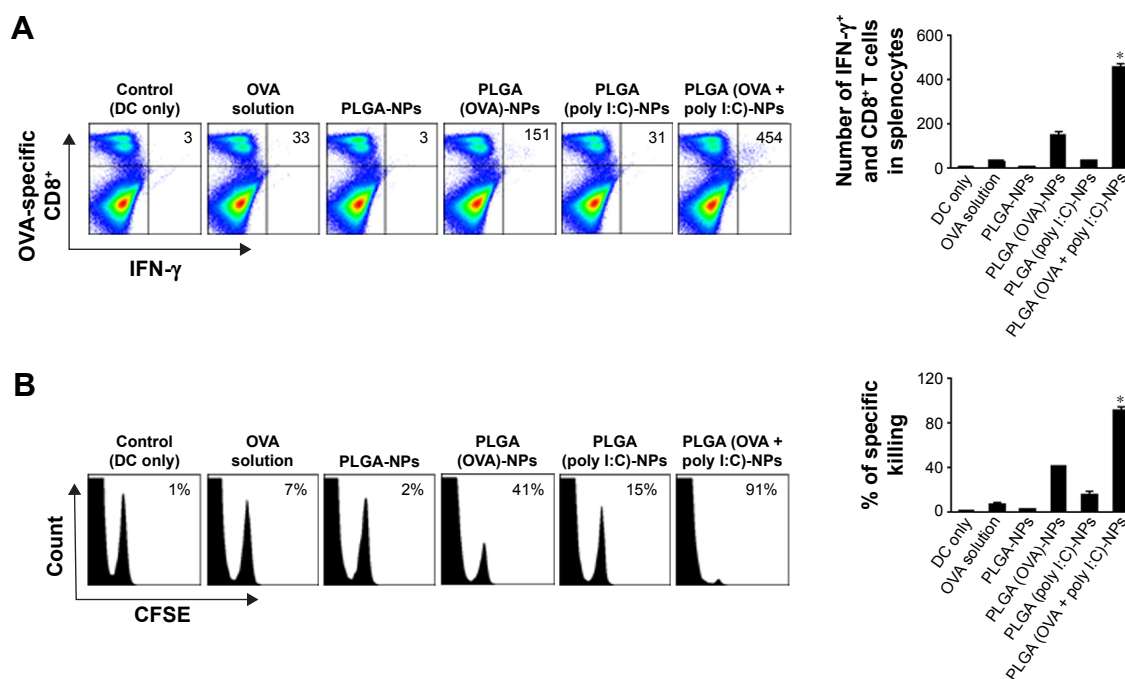 A
OVA-specific
CD8⁺
Control
(DC only)
3
OVA
solution
33
PLGA-NPs
3
PLGA
(OVA)-NPs
151
PLGA
(poly I:C)-NPs
31
PLGA (OVA +
poly I:C)-NPs
454
IFN-γ
Number of IFN-γ⁺
and CD8⁺ T cells
in splenocytes
600
400
200
0
*
DC only
OVA solution
PLGA-NPs
PLGA (OVA)-NPs
PLGA (poly I:C)-NPs
PLGA (OVA + poly I:C)-NPs
B
Count
Control
(DC only)
1%
OVA
solution
7%
PLGA-NPs
2%
PLGA
(OVA)-NPs
41%
PLGA
(poly I:C)-NPs
15%
PLGA (OVA +
poly I:C)-NPs
91%
CFSE
% of specific
killing
120
80
40
0
*
DC only
OVA solution
PLGA-NPs
PLGA (OVA)-NPs
PLGA (poly I:C)-NPs
PLGA (OVA + poly I:C)-NPs